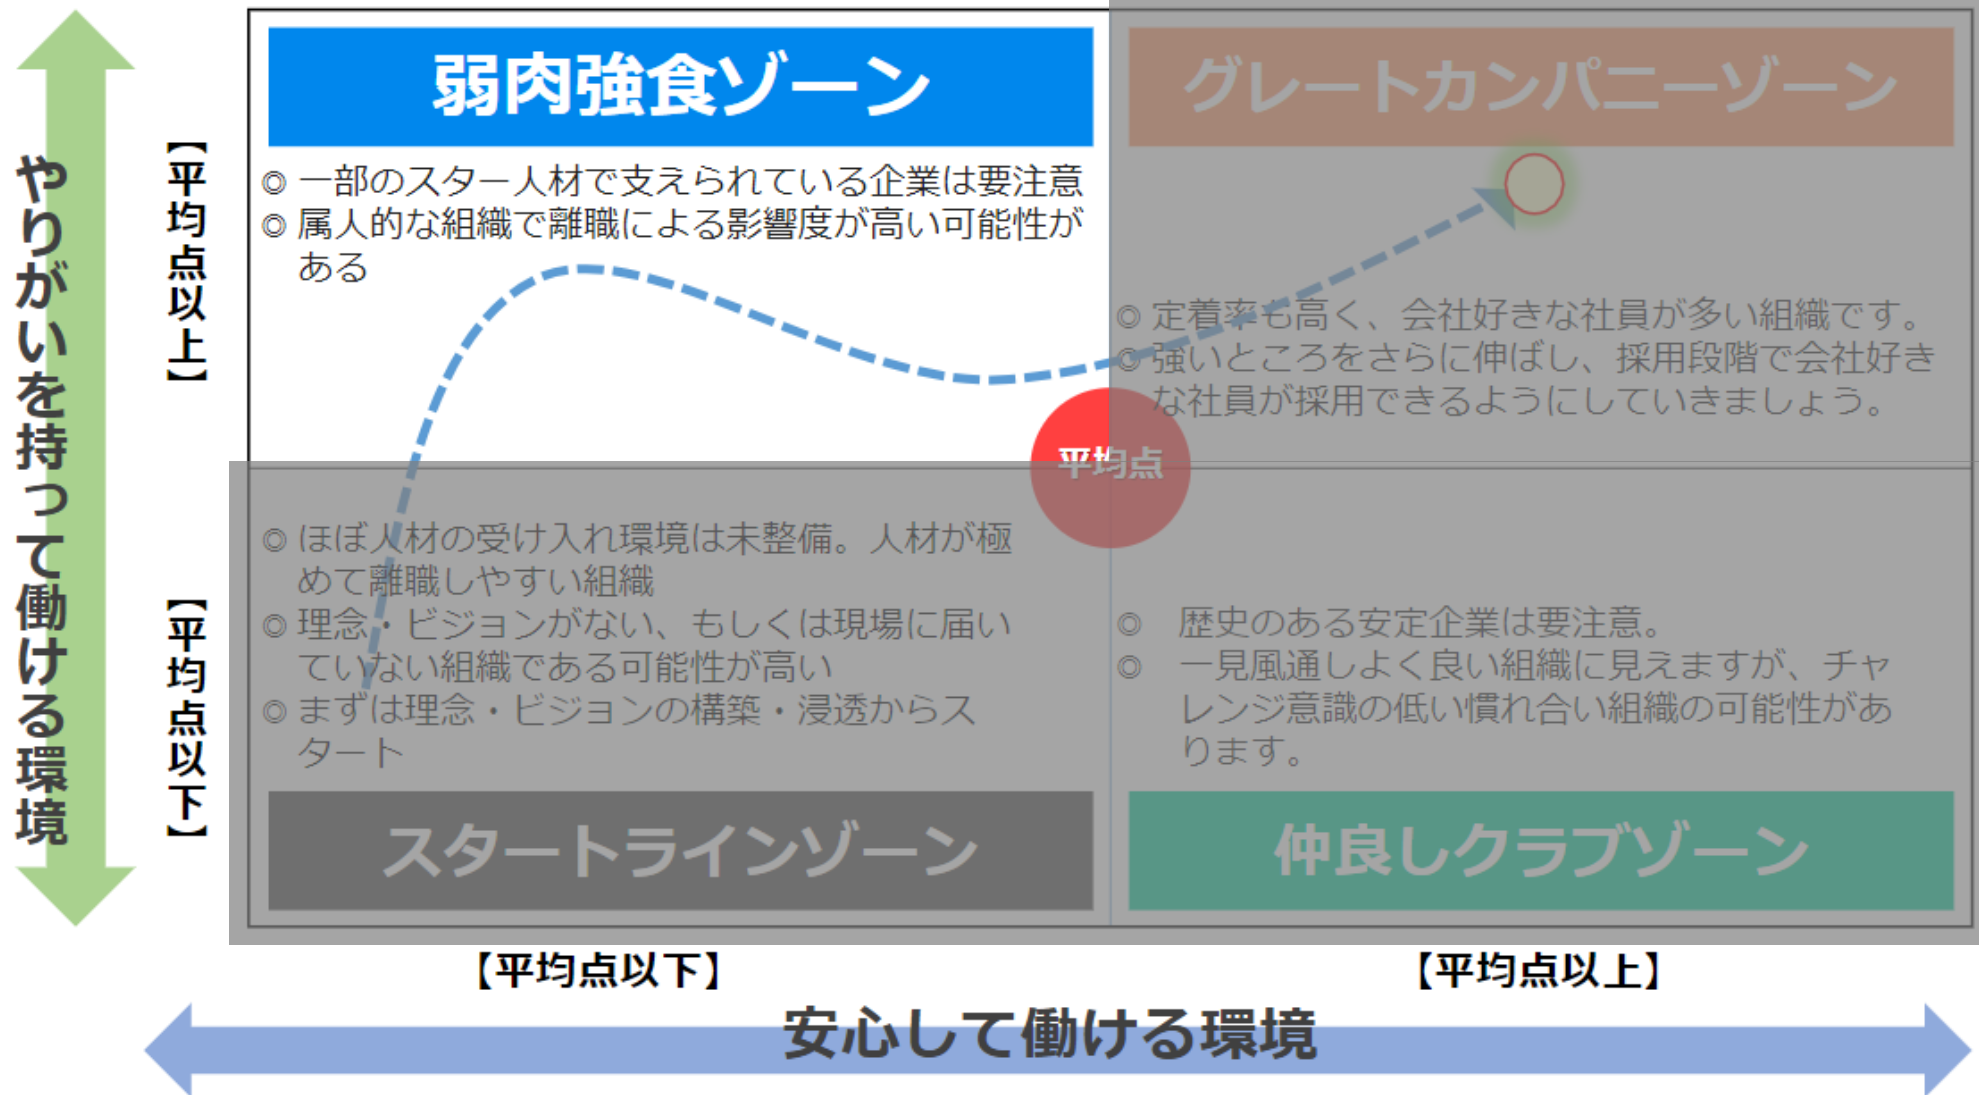 やりがいを持って働ける環境
【平均点以上】
弱肉強食ゾーン
◎ 一部のスター人材で支えられている企業は要注意
◎ 属人的な組織で離職による影響度が高い可能性が
ある
グレートカンパニーゾーン
◎ 定着率も高く、会社好きな社員が多い組織です。
◎ 強いところをさらに伸ばし、採用段階で会社好き
な社員が採用できるようにしていきましょう。
平均点
【平均点以下】
◎ ほぼ人材の受け入れ環境は未整備。人材が極
めて離職しやすい組織
◎ 理念・ビジョンがない、もしくは現場に届い
ていない組織である可能性が高い
◎ まずは理念・ビジョンの構築・浸透からス
タート
スタートラインゾーン
◎ 歴史のある安定企業は要注意。
◎ 一見風通しよく良い組織に見えますが、チャ
レンジ意識の低い慣れ合い組織の可能性があ
ります。
仲良しクラブゾーン
【平均点以下】
【平均点以上】
安心して働ける環境